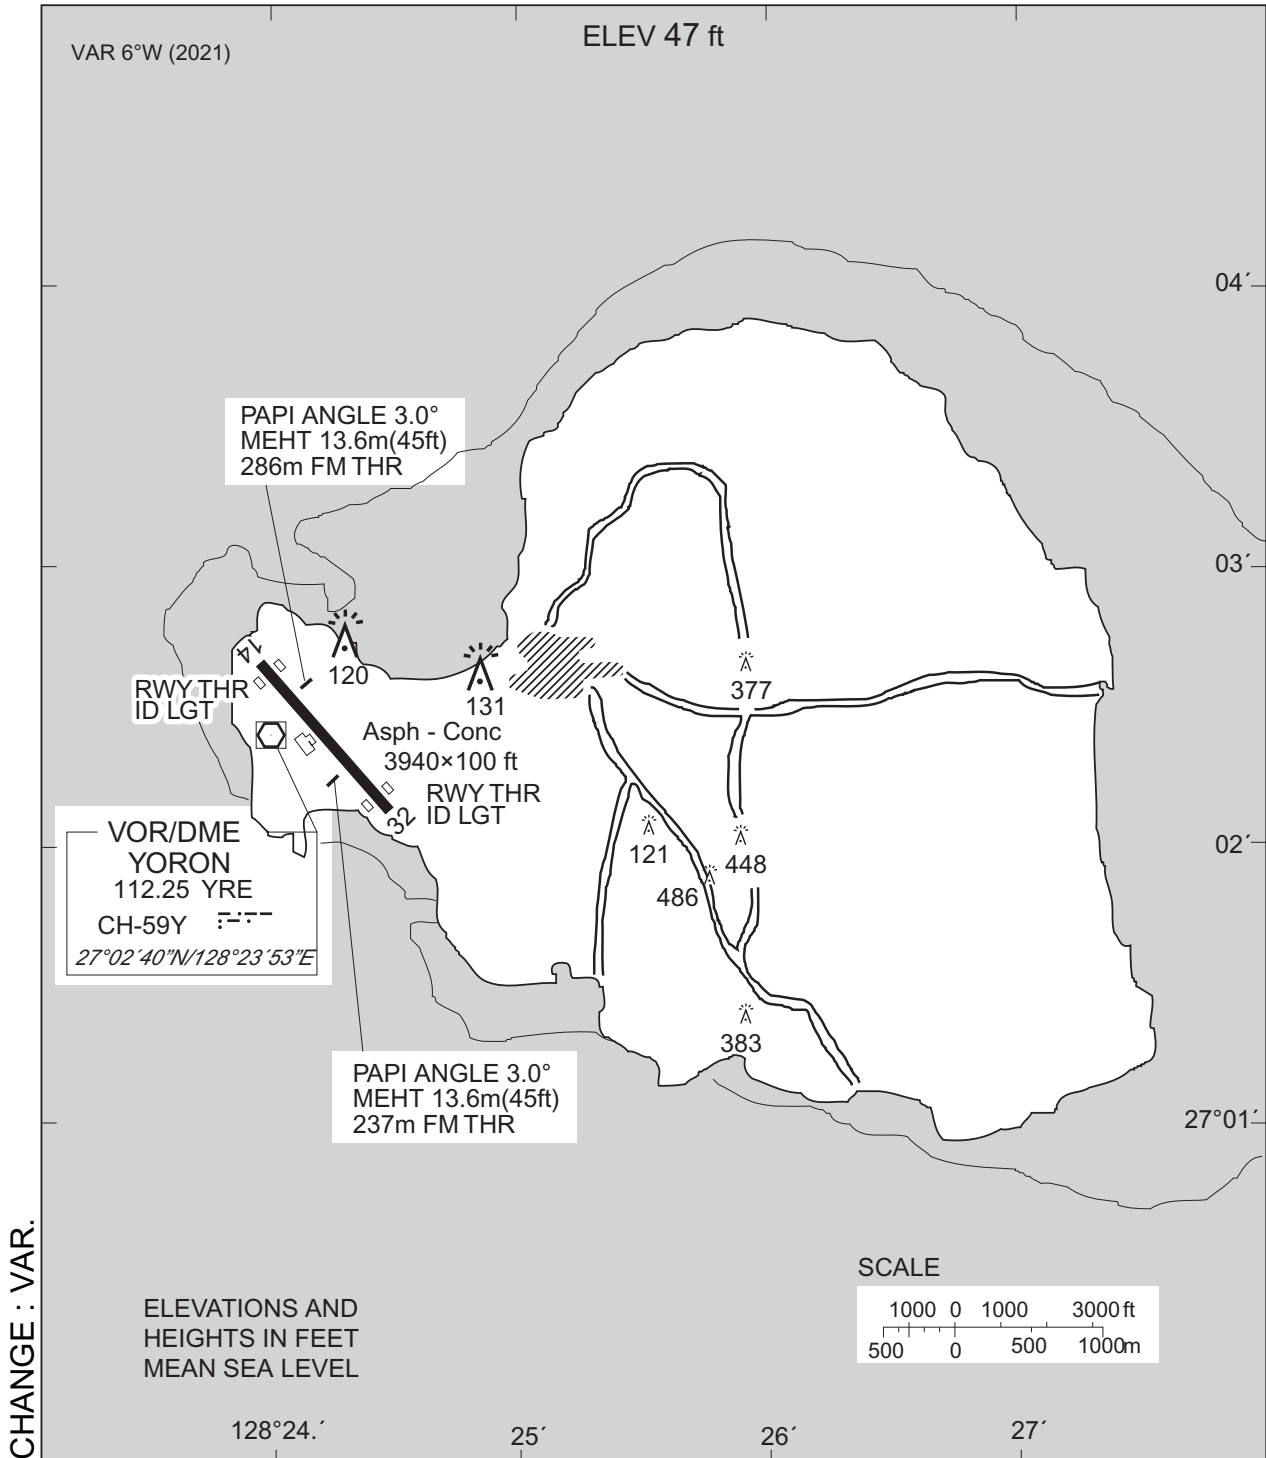 ELEV 47 ft
VAR 6°W (2021)
04´
PAPI ANGLE 3.0°
MEHT 13.6m(45ft)
286m FM THR
03´
14
120
131
377
RWY THR
ID LGT
Asph - Conc
3940×100 ft
RWY THR
ID LGT
32
121
448
02´
486
VOR/DME
YORON
112.25 YRE
CH-59Y
27°02´40”N/128°23´53”E
383
PAPI ANGLE 3.0°
MEHT 13.6m(45ft)
237m FM THR
27°01´
CHANGE : VAR.
SCALE
1000 0 1000 3000 ft
500 0 500 1000m
ELEVATIONS AND
HEIGHTS IN FEET
MEAN SEA LEVEL
128°24.´
25´
26´
27´